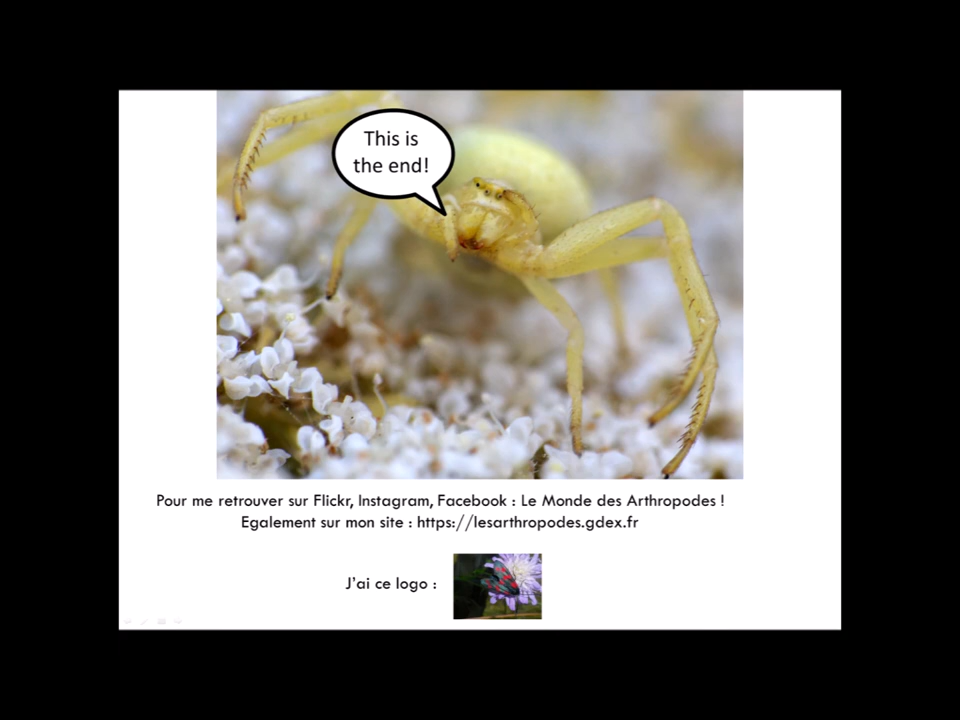 This is
the end!
Pour me retrouver sur Flickr, Instagram, Facebook : Le Monde des Arthropodes !
Egalement sur mon site : https://lesarthropodes.gdex.fr
J'ai ce logo :